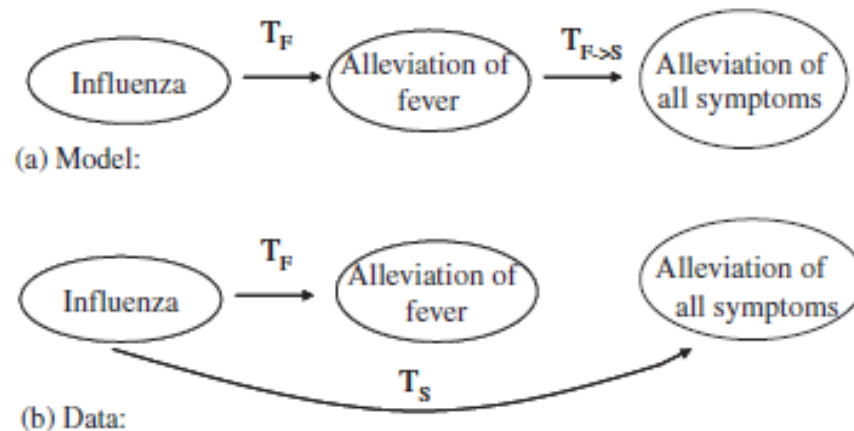 T_F
T_F->S
Influenza
Alleviation of
fever
Alleviation of
all symptoms
(a) Model:
T_F
Influenza
Alleviation of
fever
Alleviation of
all symptoms
T_S
(b) Data: